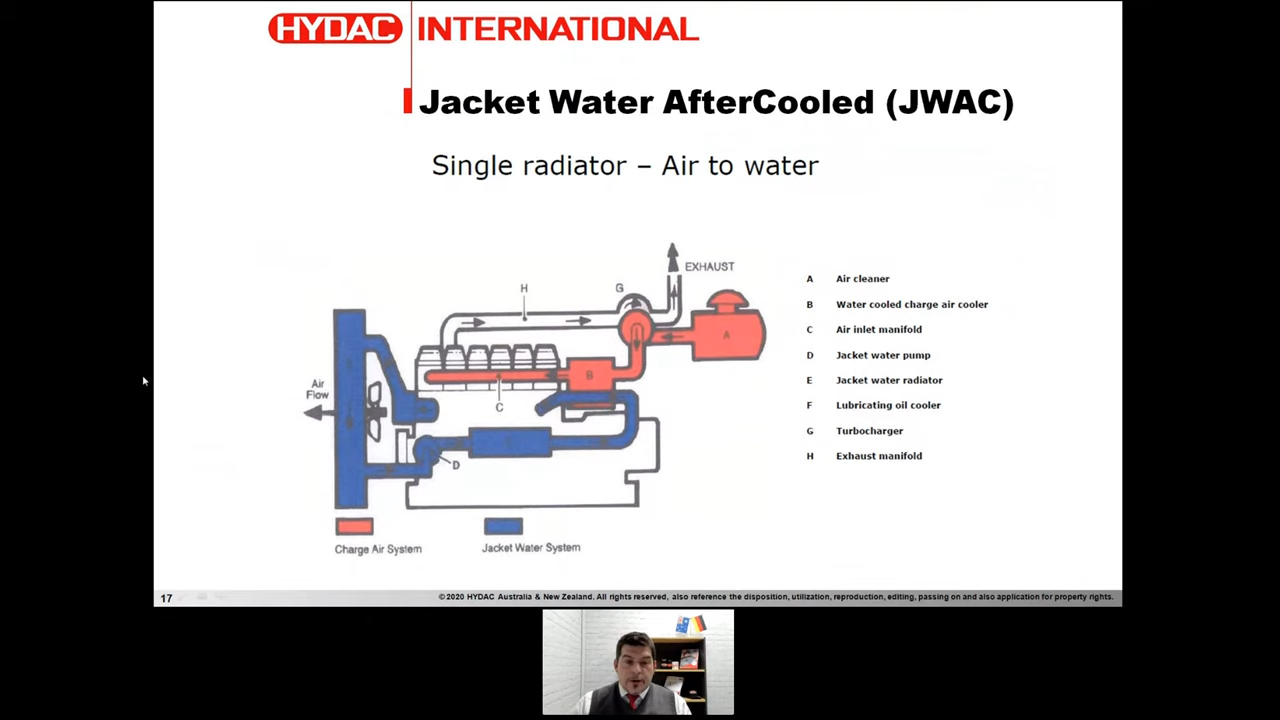 HYDAC INTERNATIONAL
Jacket Water AfterCooled (JWAC)
Single radiator – Air to water
EXHAUST
H
G
A
B
C
D
Air
Flow
Charge Air System
Jacket Water System
A Air cleaner
B Water cooled charge air cooler
C Air inlet manifold
D Jacket water pump
E Jacket water radiator
F Lubricating oil cooler
G Turbocharger
H Exhaust manifold
17
©2020 HYDAC Australia & New Zealand. All rights reserved, also reference the disposition, utilization, reproduction, editing, passing on and also application for property rights.